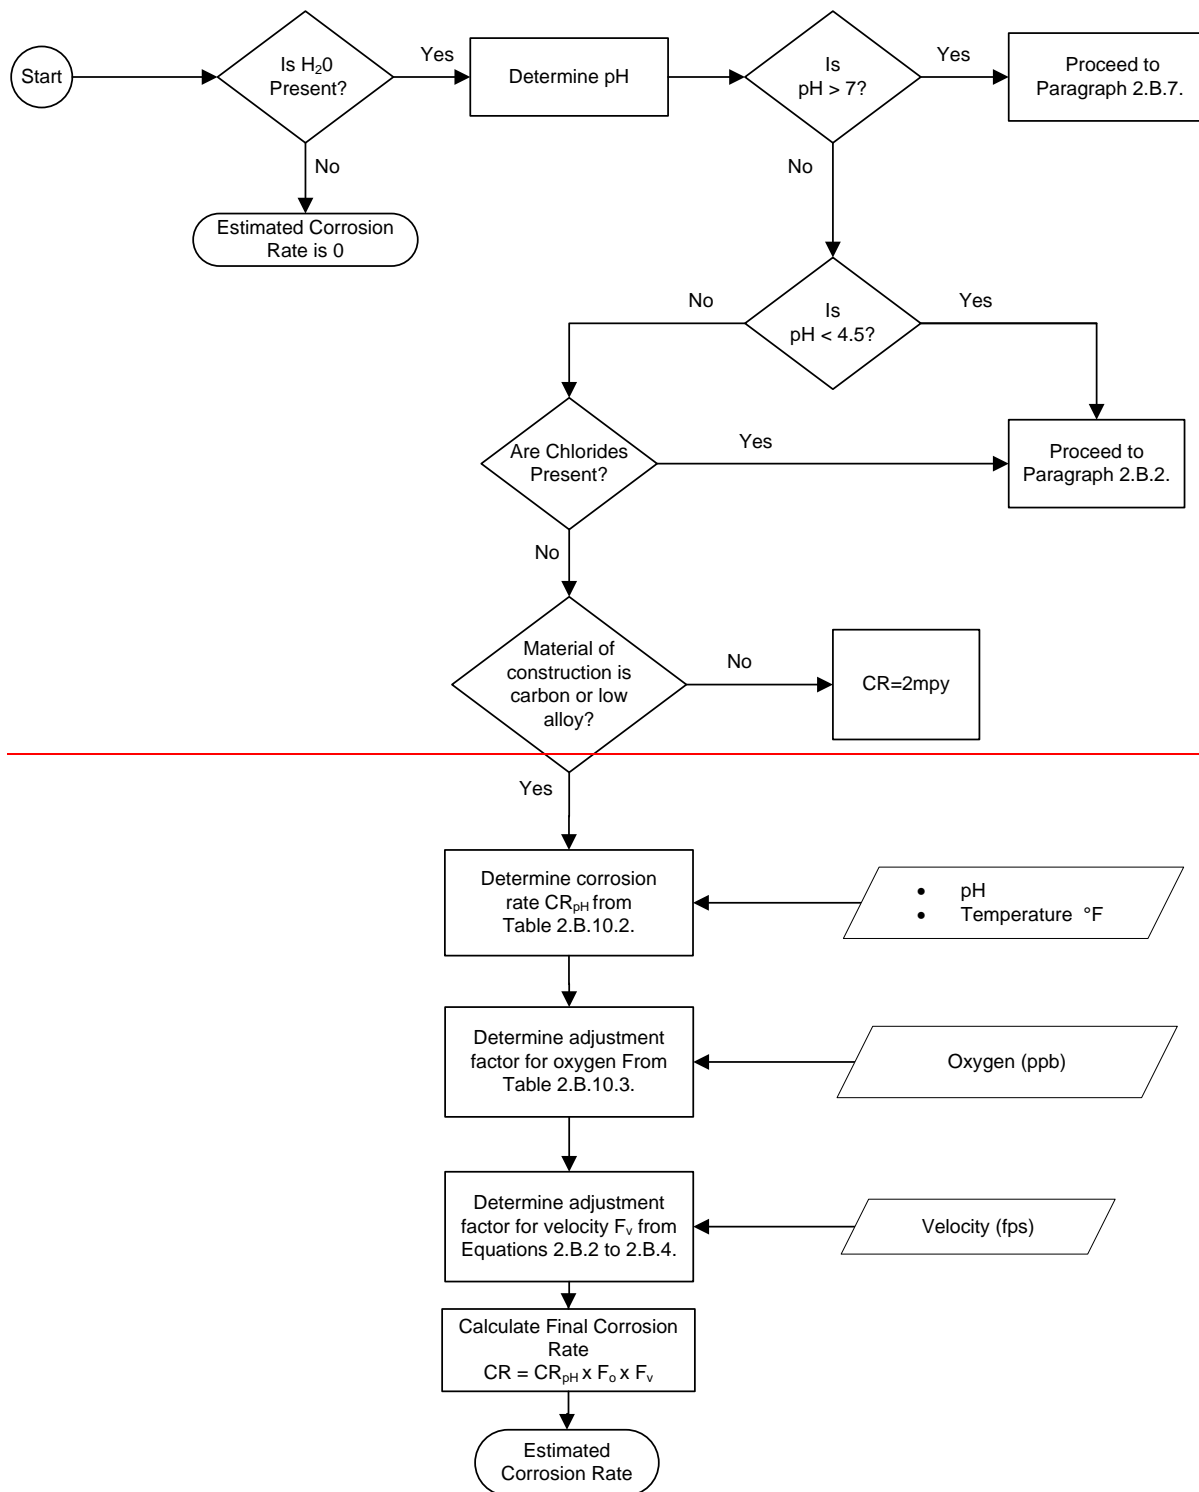 Start
Is H₂0
Present?
Yes
Determine pH
Is
pH > 7?
Yes
Proceed to
Paragraph 2.B.7.
No
Estimated Corrosion
Rate is 0
No
Is
pH < 4.5?
No
Yes
Are Chlorides
Present?
Yes
Proceed to
Paragraph 2.B.2.
No
Material of
construction is
carbon or low
alloy?
No
CR=2mpy
Yes
Determine corrosion
rate CRpH from
Table 2.B.10.2.
• pH
• Temperature °F
Determine adjustment
factor for oxygen From
Table 2.B.10.3.
Oxygen (ppb)
Determine adjustment
factor for velocity Fᵥ from
Equations 2.B.2 to 2.B.4.
Velocity (fps)
Calculate Final Corrosion
Rate
CR = CRpH x Fₒ x Fᵥ
Estimated
Corrosion Rate